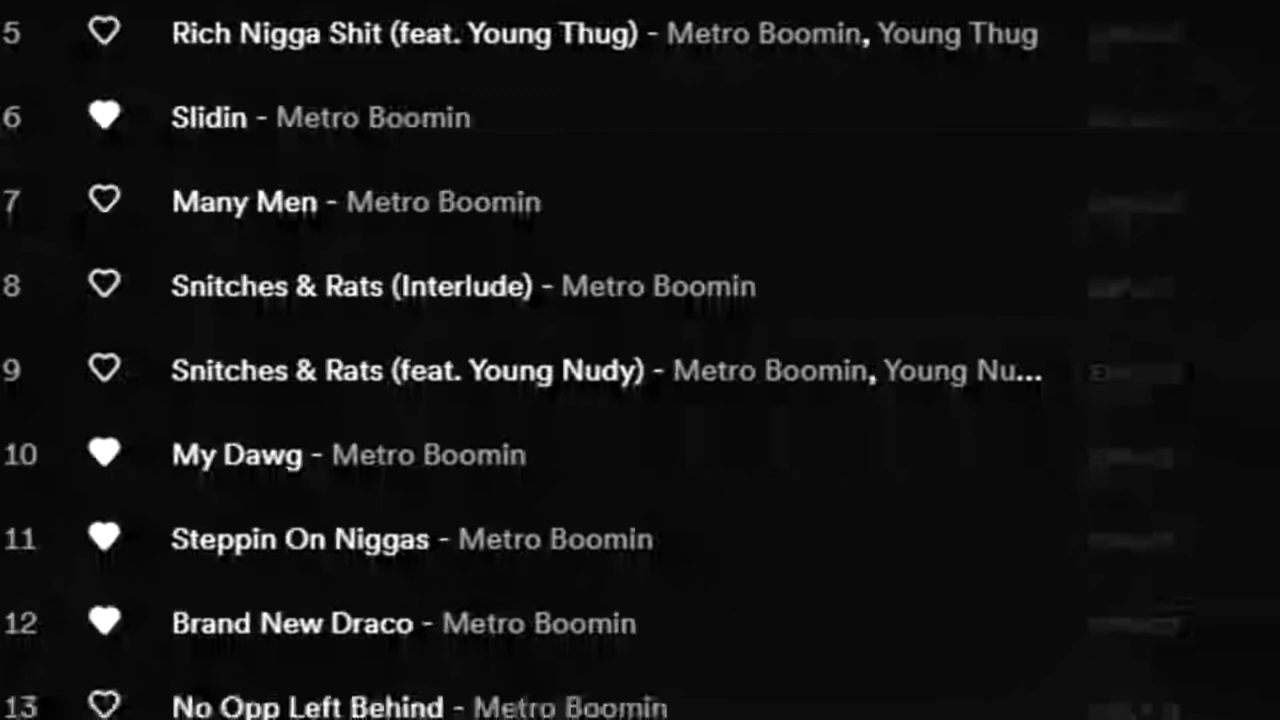 5 Rich Nigga Shit (feat. Young Thug) - Metro Boomin, Young Thug
6 Slidin - Metro Boomin
7 Many Men - Metro Boomin
8 Snitches & Rats (Interlude) - Metro Boomin
9 Snitches & Rats (feat. Young Nudy) - Metro Boomin, Young Nu...
10 My Dawg - Metro Boomin
11 Steppin On Niggas - Metro Boomin
12 Brand New Draco - Metro Boomin
13 No Opp Left Behind - Metro Boomin